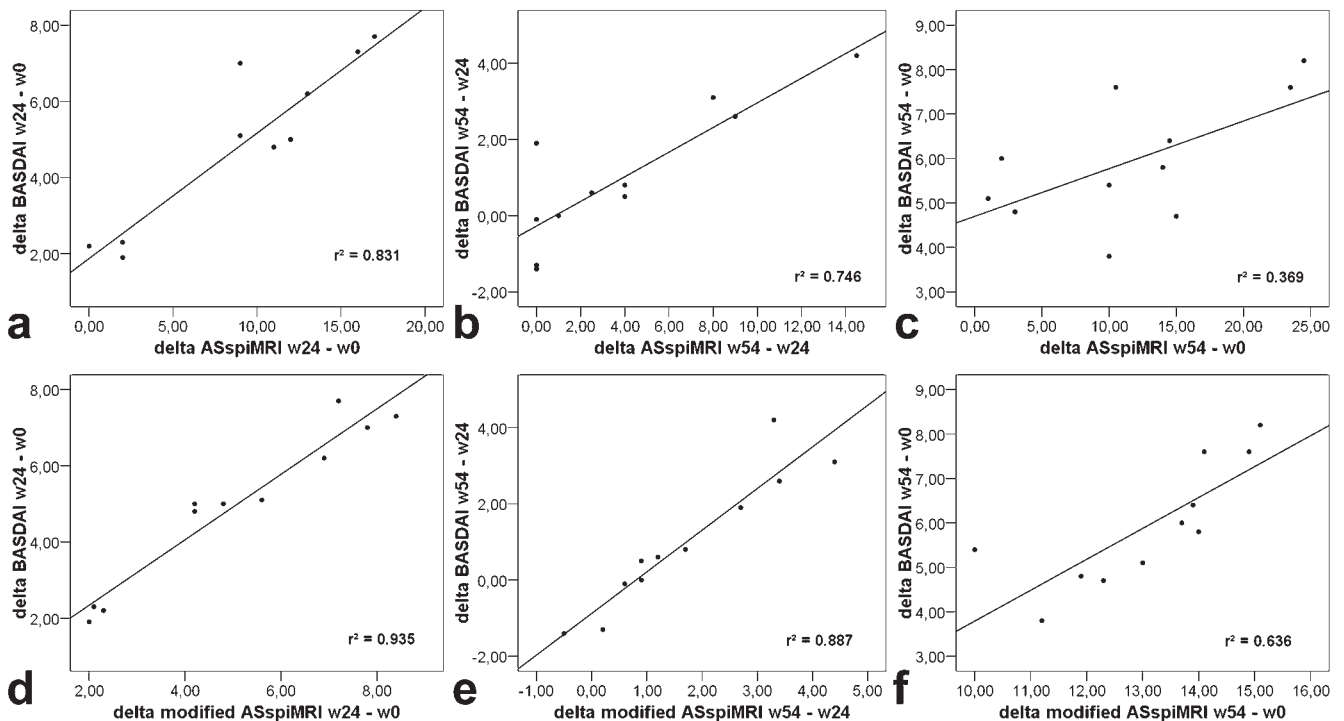 delta BASDAI w24 - w0
8,00
6,00
4,00
2,00
r² = 0.831
0,00 5,00 10,00 15,00 20,00
delta ASspiMRI w24 - w0
a
delta BASDAI w54 - w24
4,00
2,00
0,00
-2,00
r² = 0.746
0,00 2,00 4,00 6,00 8,00 10,00 12,00 14,00
delta ASspiMRI w54 - w24
b
delta BASDAI w54 - w0
9,00
8,00
7,00
6,00
5,00
4,00
3,00
r² = 0.369
0,00 5,00 10,00 15,00 20,00 25,00
delta ASspiMRI w54 - w0
c
delta BASDAI w24 - w0
8,00
6,00
4,00
2,00
r² = 0.935
2,00 4,00 6,00 8,00
delta modified ASspiMRI w24 - w0
d
delta BASDAI w54 - w24
4,00
2,00
0,00
-2,00
r² = 0.887
-1,00 0,00 1,00 2,00 3,00 4,00 5,00
delta modified ASspiMRI w54 - w24
e
delta BASDAI w54 - w0
9,00
8,00
7,00
6,00
5,00
4,00
3,00
r² = 0.636
10,00 11,00 12,00 13,00 14,00 15,00 16,00
delta modified ASspiMRI w54 - w0
f